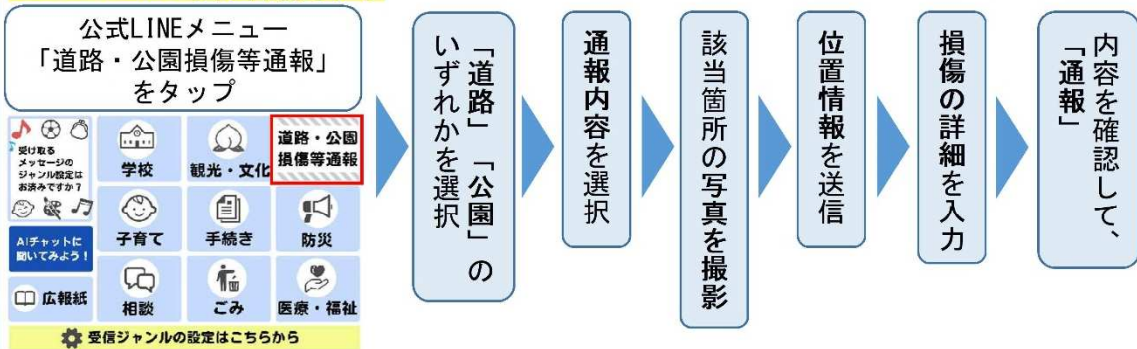 公式LINEメニュー
「道路・公園損傷等通報」
をタップ
受け取る
メッセージの
ジャンル設定は
お済みですか？
学校
観光・文化
道路・公園
損傷等通報
AIチャットに
聞いてみよう！
子育て
手続き
防災
広報紙
相談
ごみ
医療・福祉
受信ジャンルの設定はこちらから
「道路」「公園」の
いずれかを選択
通報内容を選択
該当箇所の写真を撮影
位置情報を送信
損傷の詳細を入力
内容を確認して、
「通報」